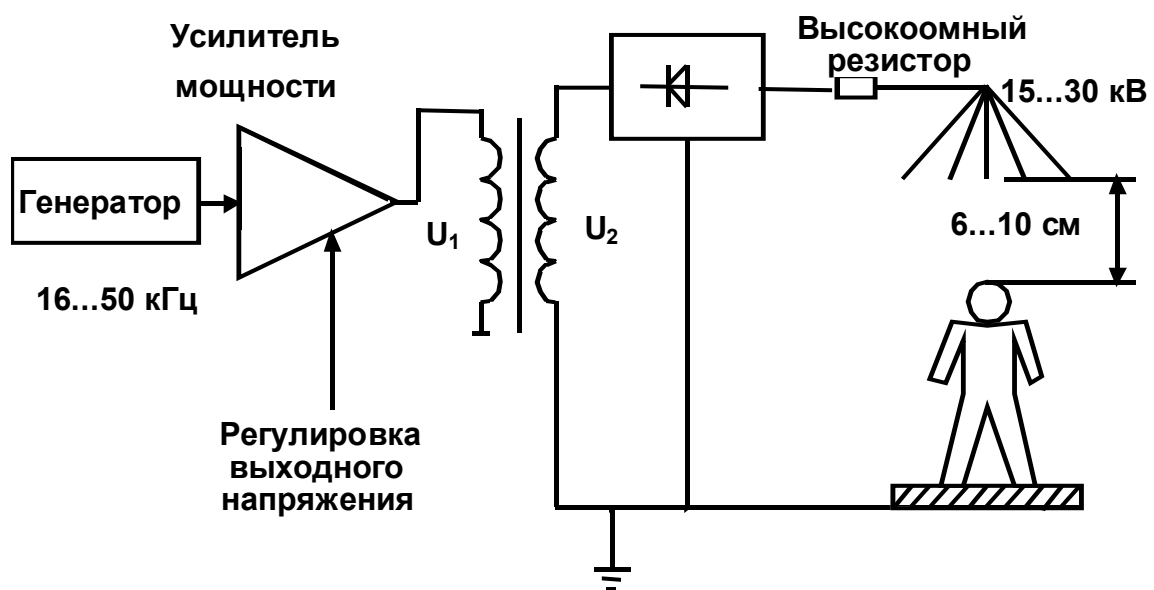 Усилитель
мощности
Высокоомный
резистор
15...30 кВ
Генератор
U₁
U₂
6...10 см
16...50 кГц
Регулировка
выходного
напряжения